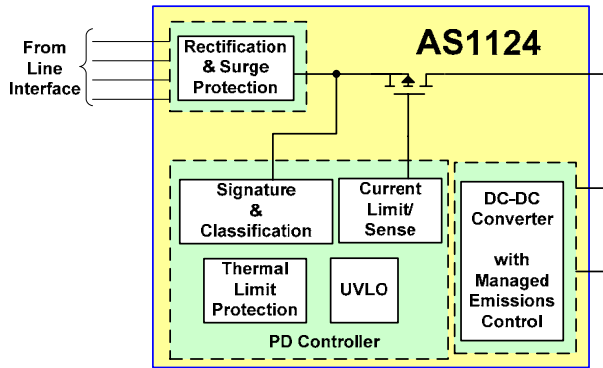 From
Line
Interface
Rectification
& Surge
Protection
AS1124
Signature
&
Classification
Current
Limit/
Sense
Thermal
Limit
Protection
UVLO
PD Controller
DC-DC
Converter
with
Managed
Emissions
Control